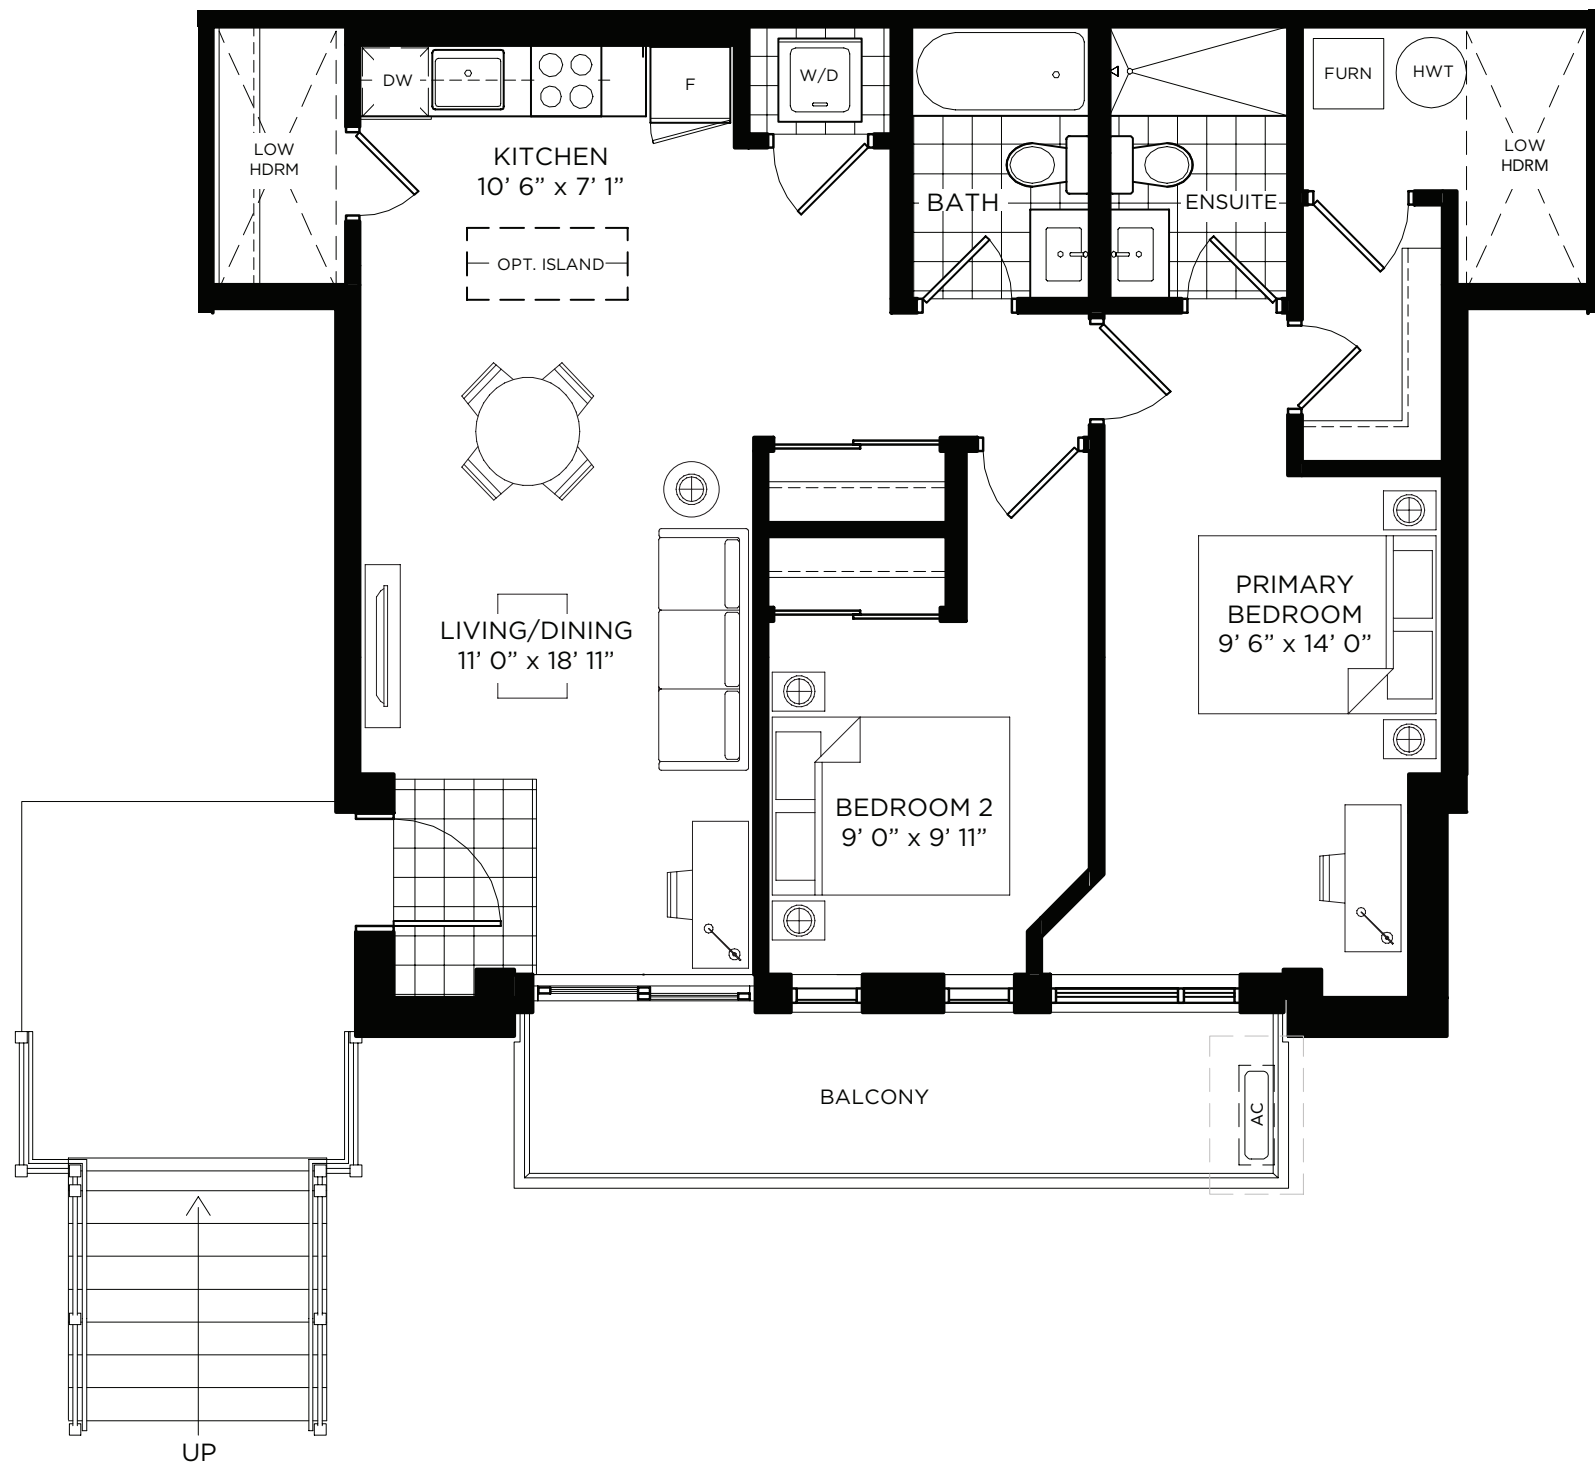 DW
F
W/D
FURN
HWT
LOW
HDRM
KITCHEN
10’ 6” x 7’ 1”
LOW
HDRM
BATH
ENSUITE
OPT. ISLAND
PRIMARY
BEDROOM
9’ 6” x 14’ 0”
LIVING/DINING
11’ 0” x 18’ 11”
BEDROOM 2
9’ 0” x 9’ 11”
BALCONY
AC
UP